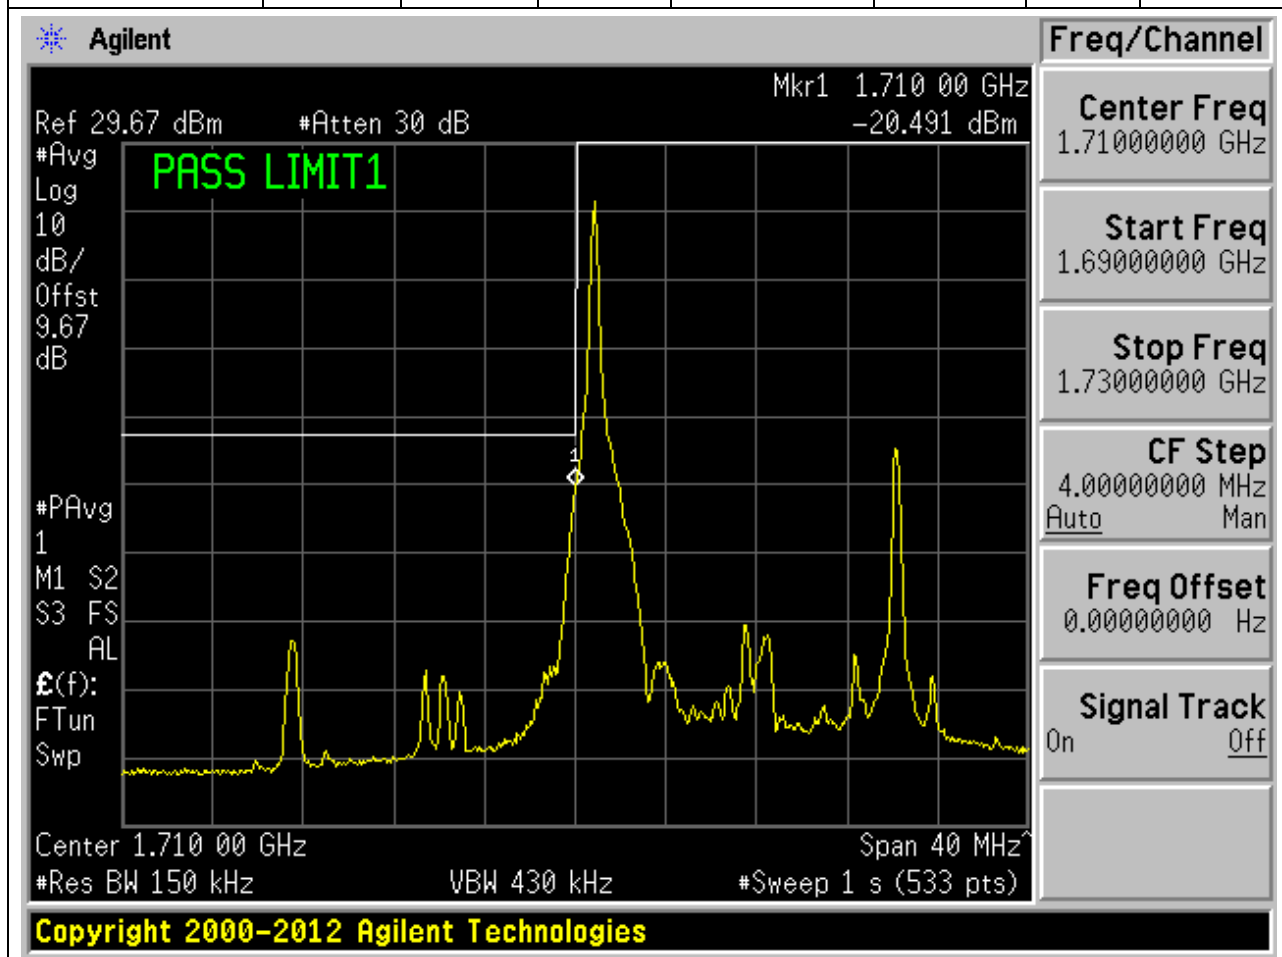 Agilent
Freq/Channel
Mkr1 1.710 00 GHz
Ref 29.67 dBm #Atten 30 dB -20.491 dBm
#Avg
Log
10
dB/
Offst
9.67
dB
PASS LIMIT1
1
#PAvg
1
M1 S2
S3 FS
AL
£(f):
FTun
Swp
Center 1.710 00 GHz Span 40 MHz^
#Res BW 150 kHz VBW 430 kHz #Sweep 1 s (533 pts)
Copyright 2000-2012 Agilent Technologies
Center Freq
1.71000000 GHz
Start Freq
1.69000000 GHz
Stop Freq
1.73000000 GHz
CF Step
4.00000000 MHz
Auto Man
Freq Offset
0.00000000 Hz
Signal Track
On Off